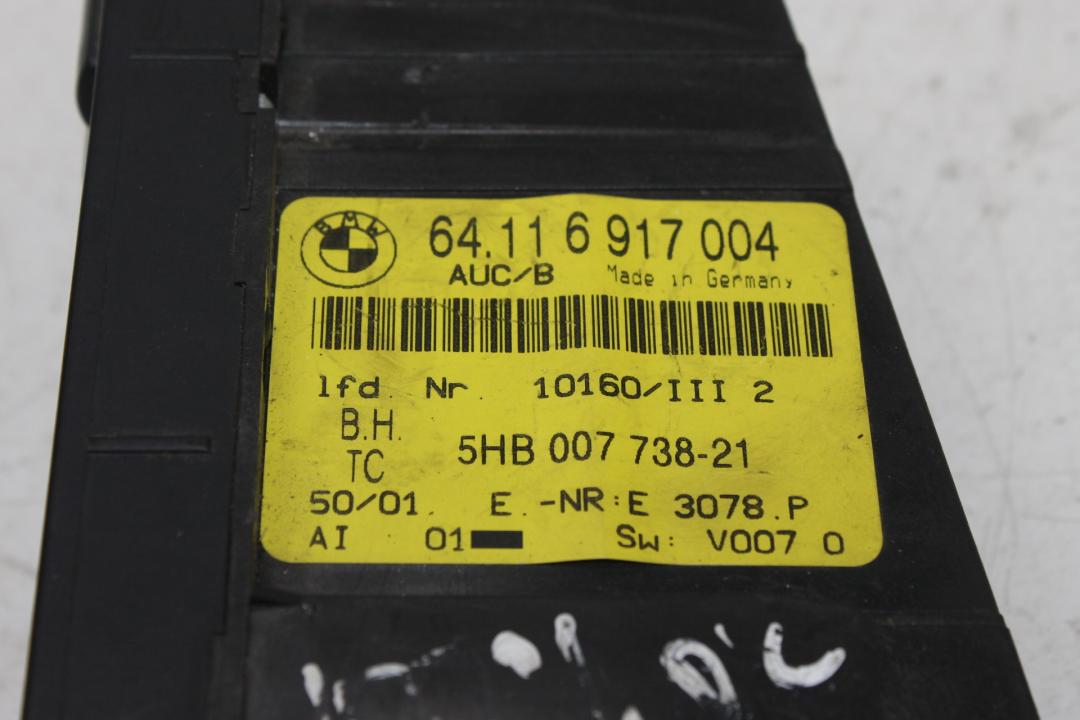 BMW
64.11 6 917 004
AUC/B Made in Germany
lfd. Nr. 10160/III 2
B.H.
TC 5HB 007 738-21
50/01. E.-NR:E 3078.P
AI 01 Sw: V007 0